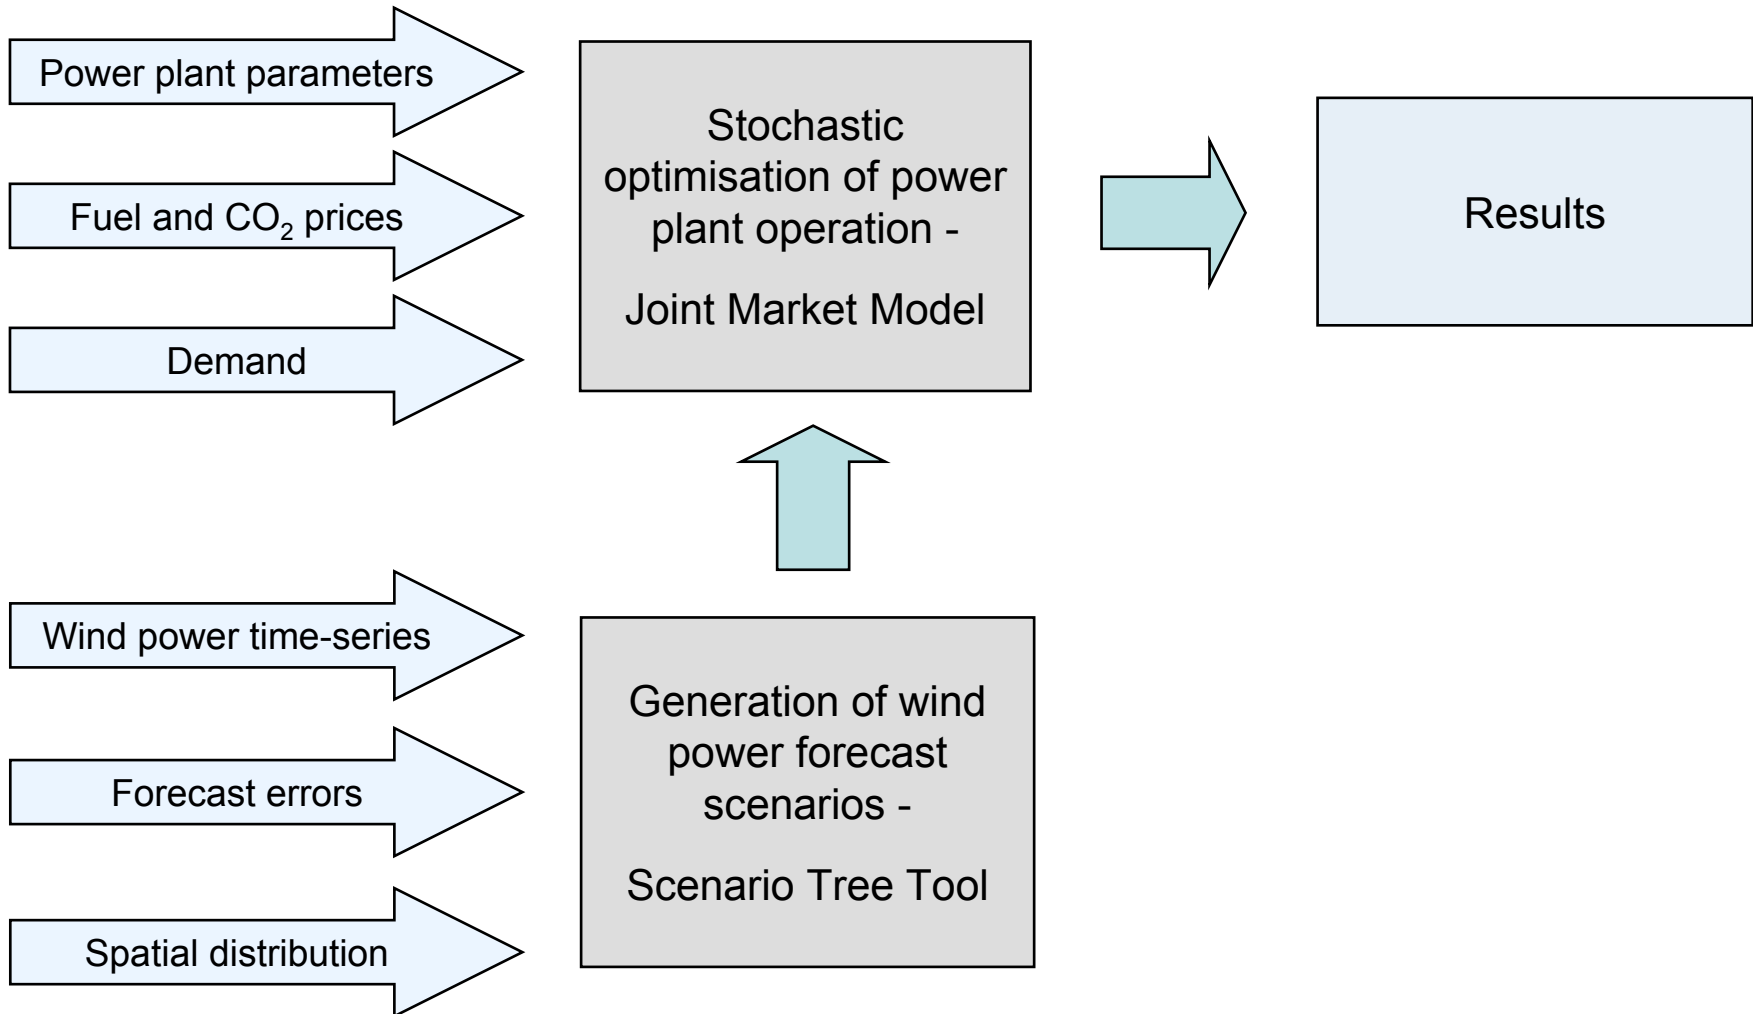 Power plant parameters
Fuel and CO₂ prices
Demand
Stochastic
optimisation of power
plant operation -
Joint Market Model
Results
Wind power time-series
Forecast errors
Spatial distribution
Generation of wind
power forecast
scenarios -
Scenario Tree Tool